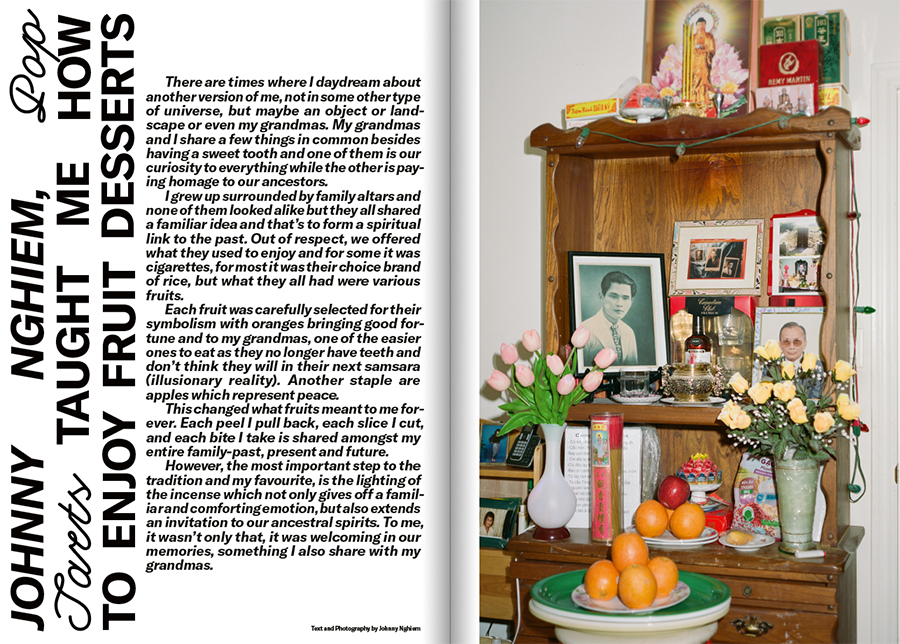 JOHNNY NGHIEM, Pop
Tarts TAUGHT ME HOW
TO ENJOY FRUIT DESSERTS
There are times where I daydream about
another version of me, not in some other type
of universe, but maybe an object or land-
scape or even my grandmas. My grandmas
and I share a few things in common besides
having a sweet tooth and one of them is our
curiosity to everything while the other is pay-
ing homage to our ancestors.
I grew up surrounded by family altars and
none of them looked alike but they all shared
a familiar idea and that's to form a spiritual
link to the past. Out of respect, we offered
what they used to enjoy and for some it was
cigarettes, for most it was their choice brand
of rice, but what they all had were various
fruits.
Each fruit was carefully selected for their
symbolism with oranges bringing good for-
tune and to my grandmas, one of the easier
ones to eat as they no longer have teeth and
don't think they will in their next samsara
(illusionary reality). Another staple are
apples which represent peace.
This changed what fruits meant to me for-
ever. Each peel I pull back, each slice I cut,
and each bite I take is shared amongst my
entire family-past, present and future.
However, the most important step to the
tradition and my favourite, is the lighting of
the incense which not only gives off a famil-
iar and comforting emotion, but also extends
an invitation to our ancestral spirits. To me,
it wasn't only that, it was welcoming in our
memories, something I also share with my
grandmas.
Text and Photography by Johnny Nghiem
REMY MARTIN
Canadian Club
PREMIUM